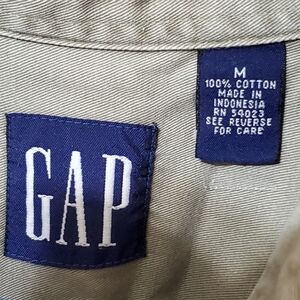 M
100% COTTON
MADE IN
INDONESIA
RN 54023
SEE REVERSE
FOR CARE
GAP